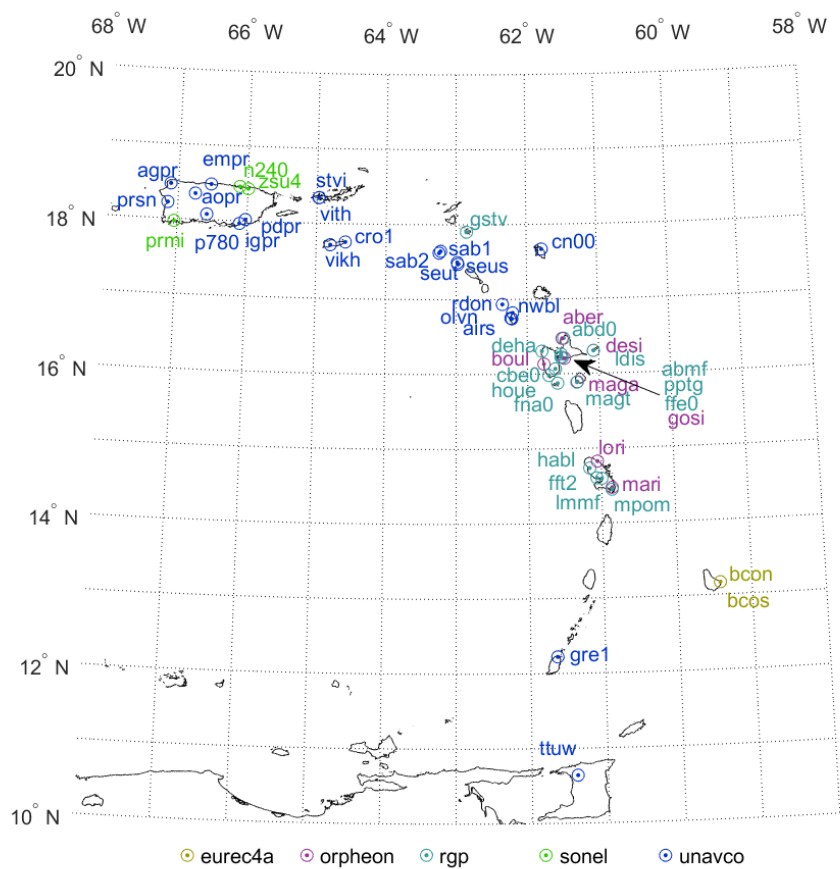 68° W 66° W 64° W 62° W 60° W 58° W
20° N
empr n240
agpr zsu4
stvi
prsn aopr
18° N
vith
gstv
prmi p780 igpr pdpr
vikh cro1
sab2 sab1 cn00
seut seus
rdon nwbl
olvn airs
aber
abd0
deha desi
boul ldis
16° N
cbe0 maga abmf
houe magt pptg
fna0 ffe0
gosi
lori
habl
fft2 mari
lmmf mpom
14° N
bcon
bcos
12° N
gre1
ttuw
10° N
eurec4a orpheon rgp sonel unavco